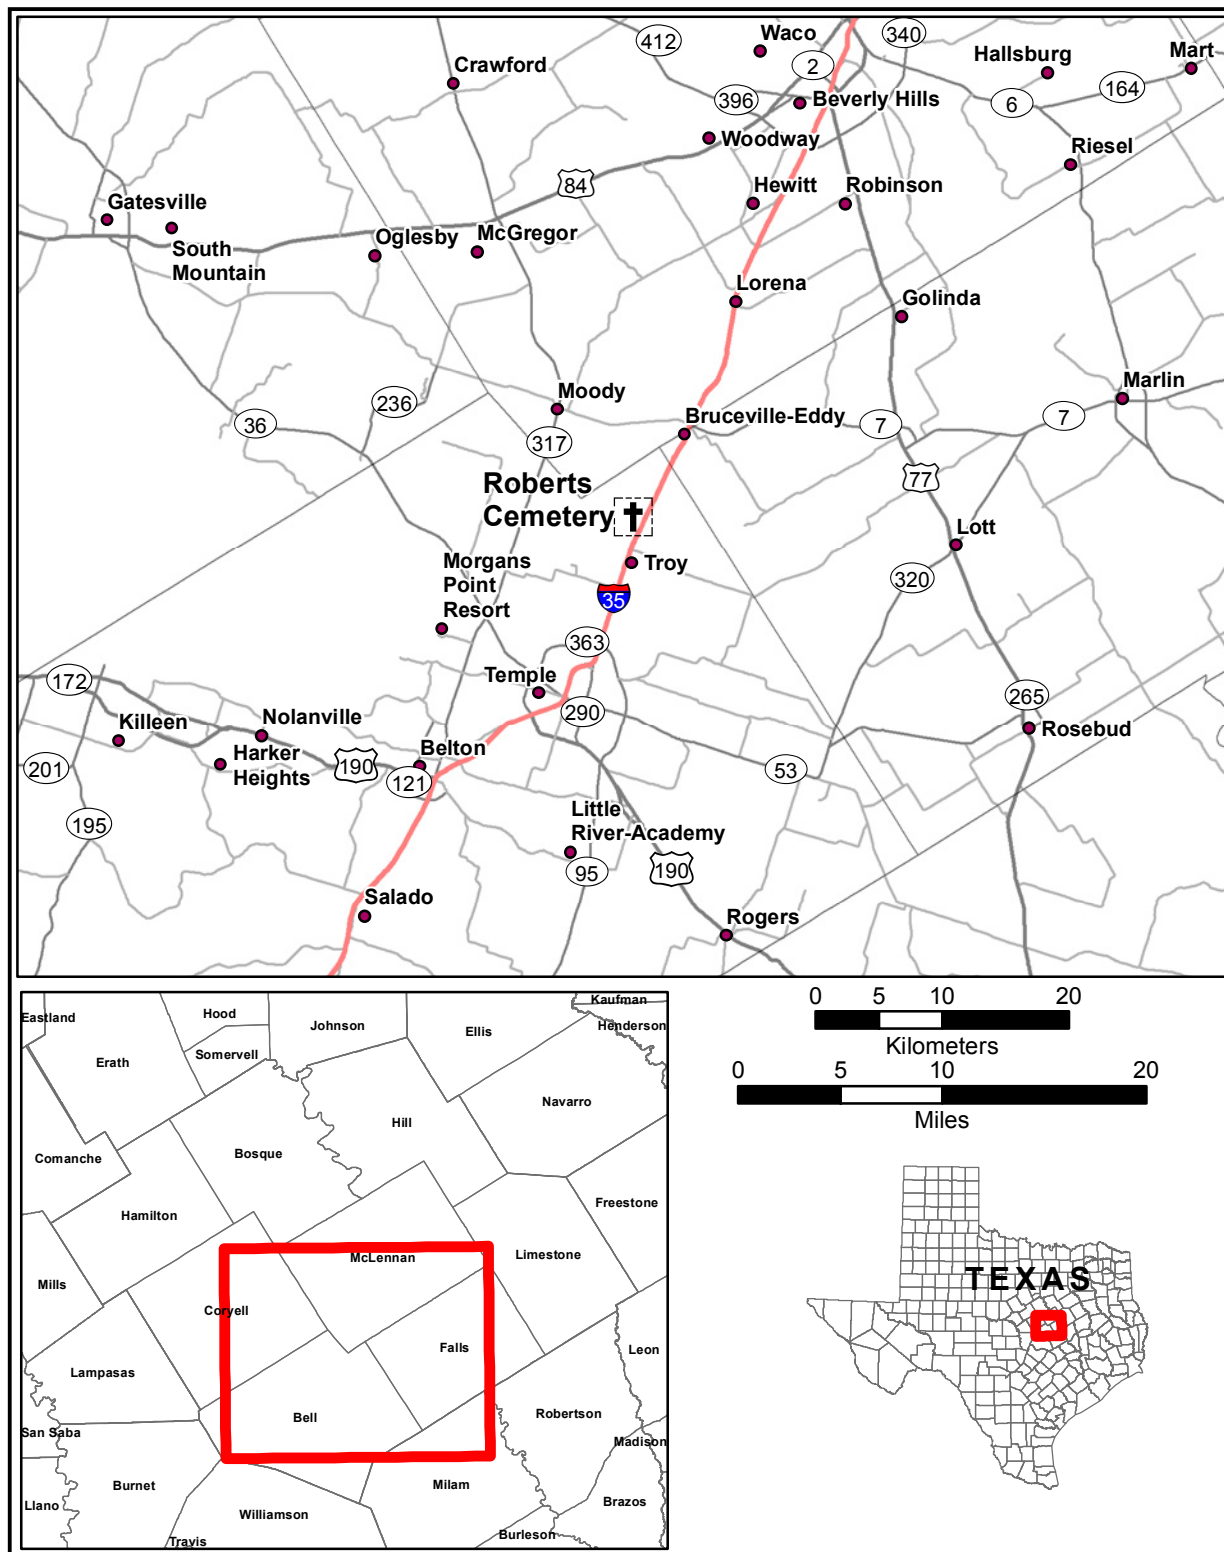 Waco
412
340
Hallsburg
Mart
Crawford
2
396
Beverly Hills
6
164
Woodway
Riesel
84
Hewitt
Robinson
Gatesville
South
Mountain
Oglesby
McGregor
Lorena
Golinda
Moody
Marlin
236
36
317
Bruceville-Eddy
7
7
77
Roberts
Cemetery
Lott
Morgans
Point
Resort
Troy
320
35
363
Temple
172
265
290
Killeen
Nolanville
Rosebud
Harker
Heights
Belton
201
190
121
53
195
Little
River-Academy
95
190
Salado
Rogers
Eastland
Hood
Johnson
Ellis
Kaufman
Henderson
Erath
Somervell
Navarro
Hill
Comanche
Bosque
Freestone
Hamilton
McLennan
Limestone
Mills
Coryell
Falls
Leon
Lampasas
Bell
Robertson
San Saba
Madison
Burnet
Milam
Llano
Brazos
Williamson
Travis
Burleson
0 5 10 20
Kilometers
0 5 10 20
Miles
TEXAS